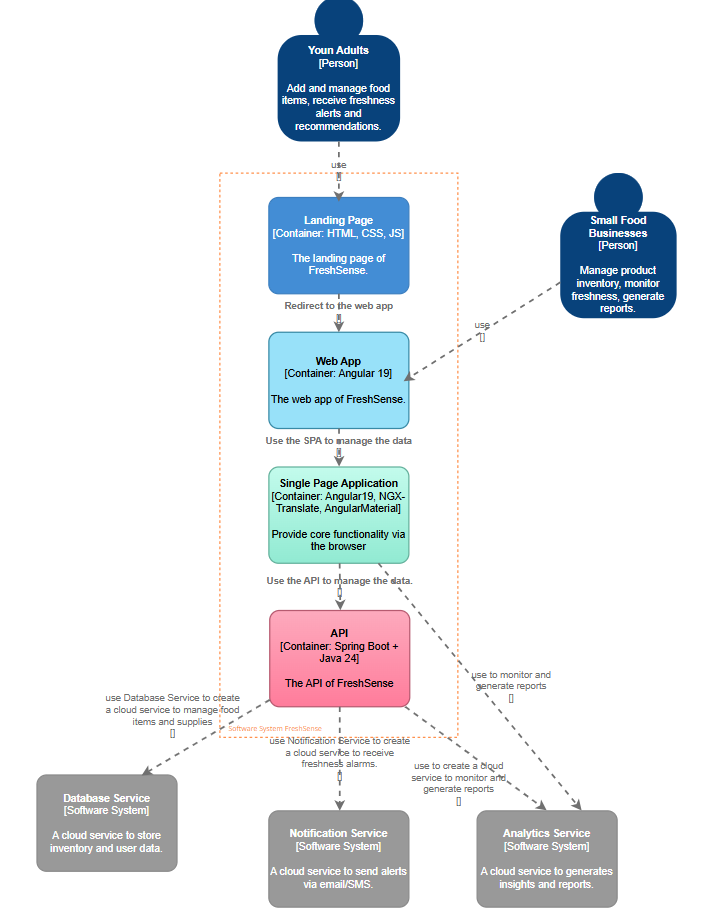 Youn Adults
[Person]
Add and manage food
items, receive freshness
alerts and
recommendations.
use
[]
Landing Page
[Container: HTML, CSS, JS]
The landing page of
FreshSense.
Small Food
Businesses
[Person]
Manage product
inventory, monitor
freshness, generate
reports.
Redirect to the web app
[]
use
[]
Web App
[Container: Angular 19]
The web app of FreshSense.
Use the SPA to manage the data
[]
Single Page Application
[Container: Angular19, NGX-
Translate, AngularMaterial]
Provide core functionality via
the browser
Use the API to manage the data.
[]
API
[Container: Spring Boot +
Java 24]
The API of FreshSense
use to monitor and
generate reports
[]
use Database Service to create
a cloud service to manage food
items and supplies
[]
Software System FreshSense
use Notification Service to create
a cloud service to receive
freshness alarms.
[]
use to create a cloud
service to monitor and
generate reports
[]
Database Service
[Software System]
A cloud service to store
inventory and user data.
Notification Service
[Software System]
A cloud service to send alerts
via email/SMS.
Analytics Service
[Software System]
A cloud service to generates
insights and reports.